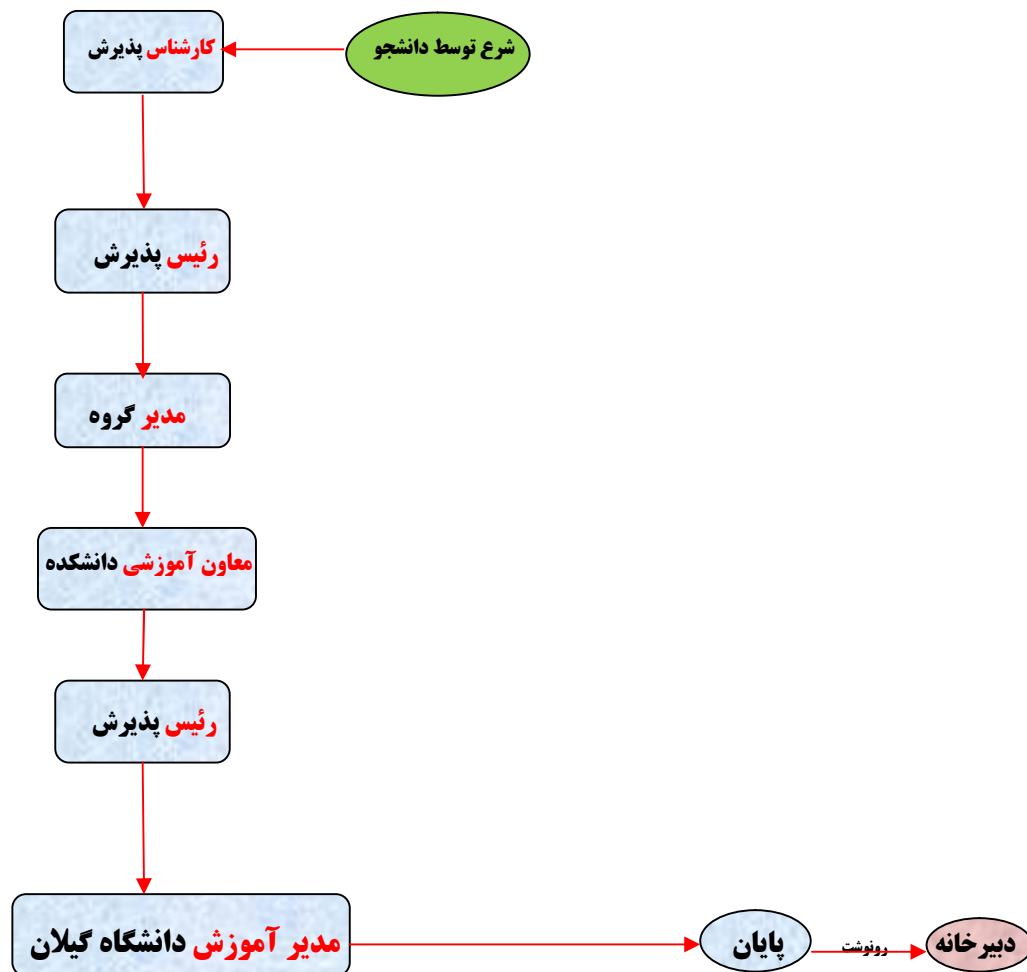 شرع توسط دانشجو
کارشناس پذیرش
رئیس پذیرش
مدیر گروه
معاون آموزشی دانشکده
رئیس پذیرش
مدیر آموزش دانشگاه گیلان
پایان
رونوشت
دبیرخانه